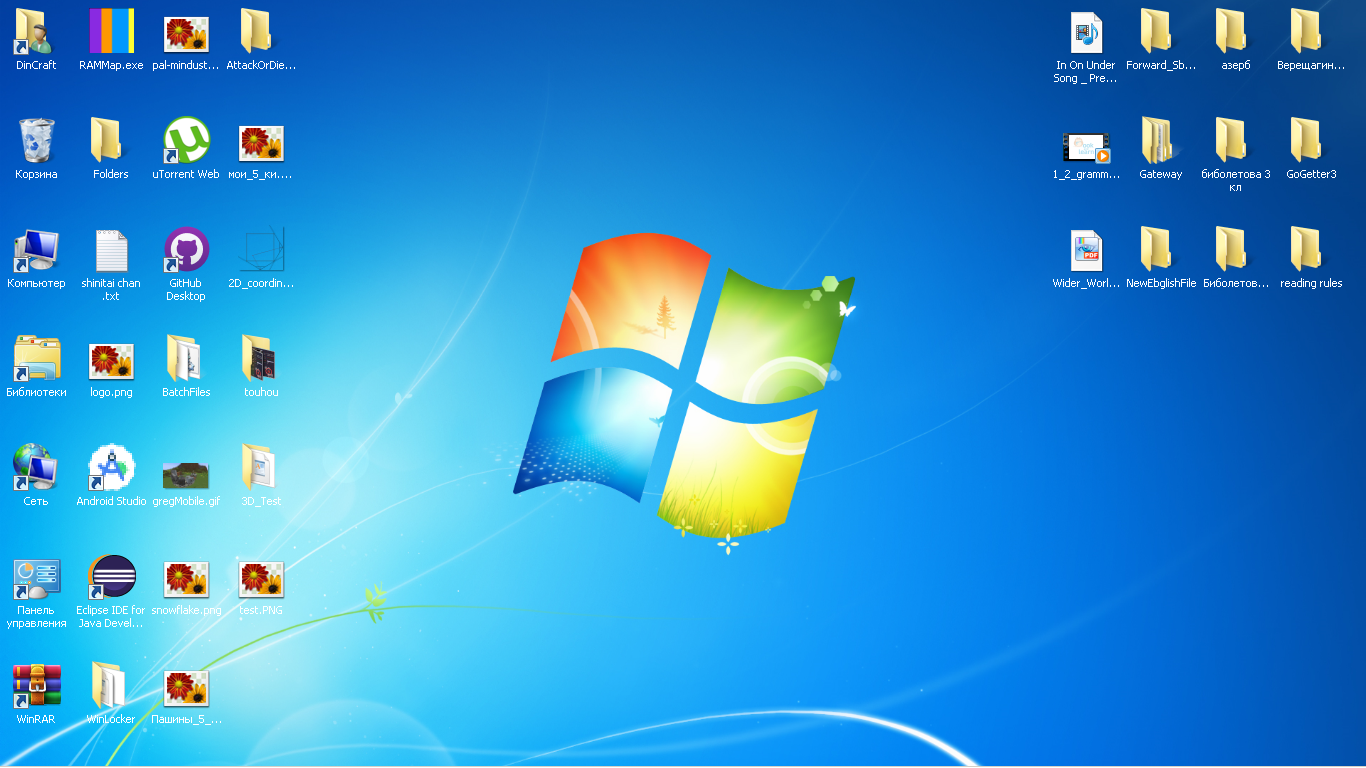 DinCraft
RAMMap.exe
pal-mindust...
AttackOrDie...
In On Under
Song _ Pre...
Forward_Sb...
азерб
Верещагин...
Корзина
Folders
uTorrent Web
мои_5_ки....
1_2_gramm...
Gateway
биболетова 3
кл
GoGetter3
Компьютер
shinitai chan
.txt
GitHub
Desktop
2D_coordin...
Wider_Worl...
NewEbglishFile
Биболетов...
reading rules
Библиотеки
logo.png
BatchFiles
touhou
Сеть
Android Studio
gregMobile.gif
3D_Test
Панель
управления
Eclipse IDE for
Java Devel...
snowflake.png
test.PNG
WinRAR
WinLocker
Пашины_5_...
PDF